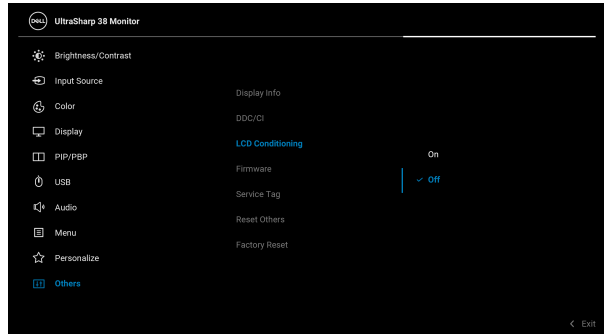 DELL UltraSharp 38 Monitor
Brightness/Contrast
Input Source
Color
Display
PIP/PBP
USB
Audio
Menu
Personalize
Others
Display Info
DDC/CI
LCD Conditioning
Firmware
Service Tag
Reset Others
Factory Reset
On
Off
Exit